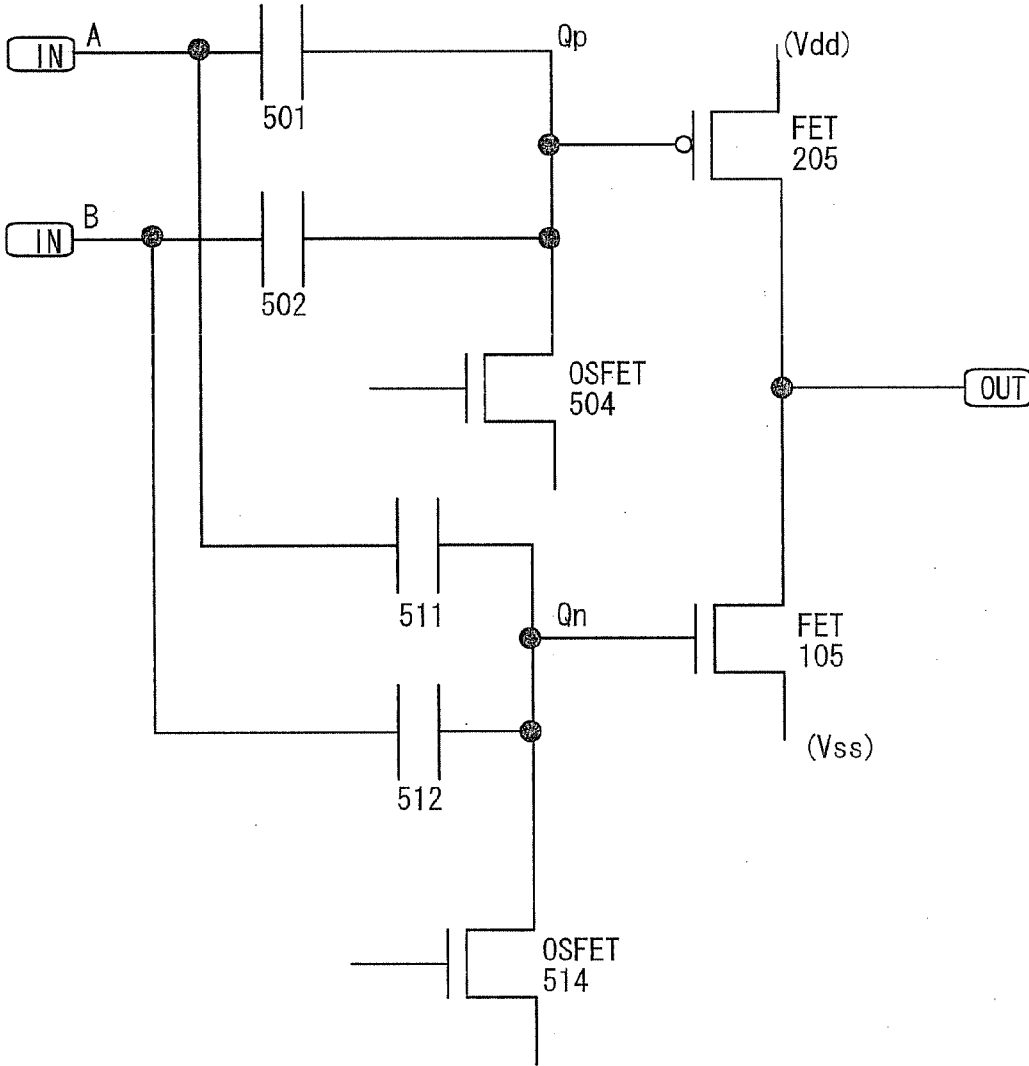 IN
A
Qp
(Vdd)
501
FET
205
IN
B
502
OSFET
504
OUT
511
Qn
FET
105
512
(Vss)
OSFET
514